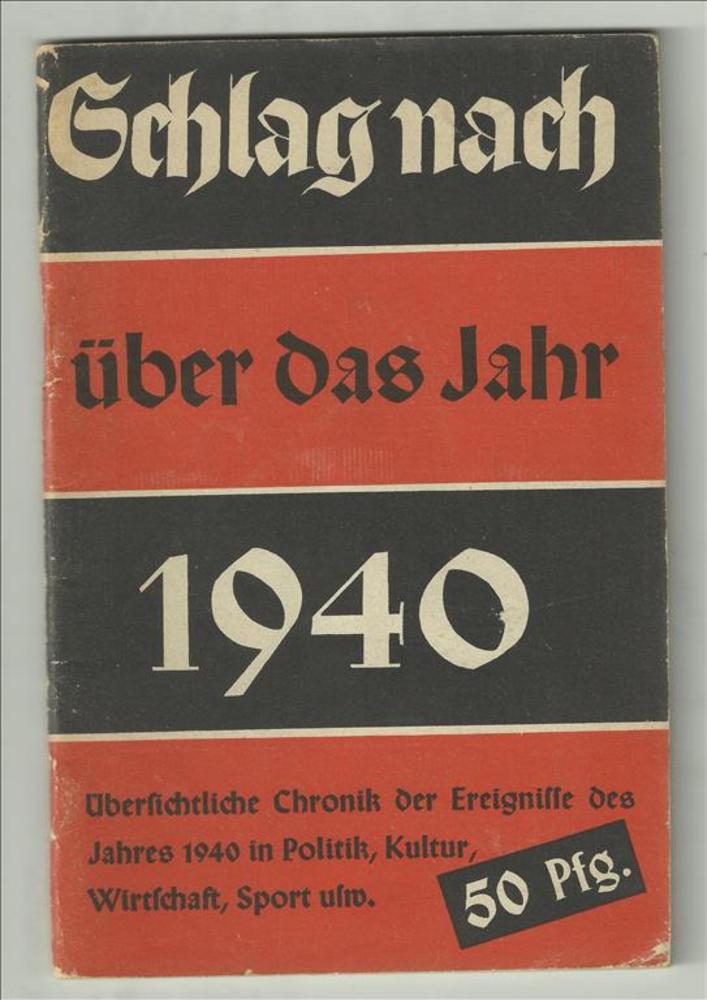 Schlag nach
über das Jahr
1940
Überſichtliche Chronik der Ereigniſſe des
Jahres 1940 in Politik, Kultur,
Wirtſchaft, Sport uſw.
50 Pfg.